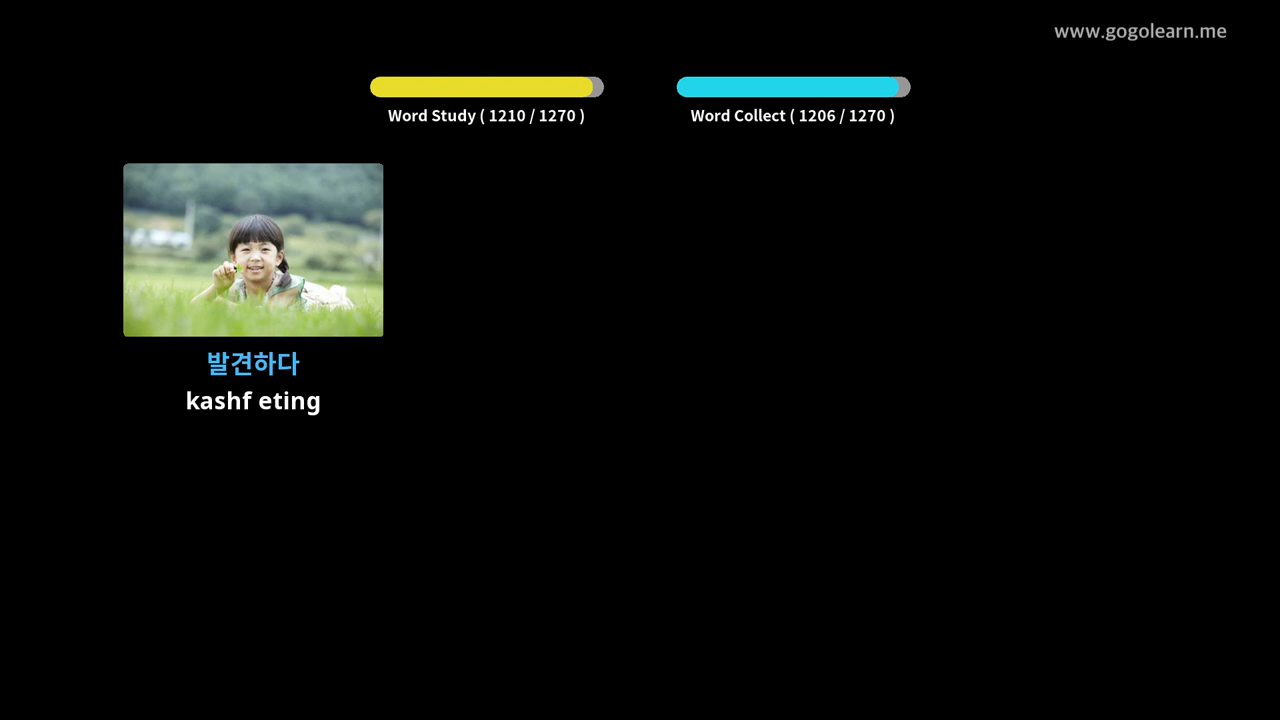 www.gogolearn.me
Word Study ( 1210 / 1270 )
Word Collect ( 1206 / 1270 )
발견하다
kashf eting